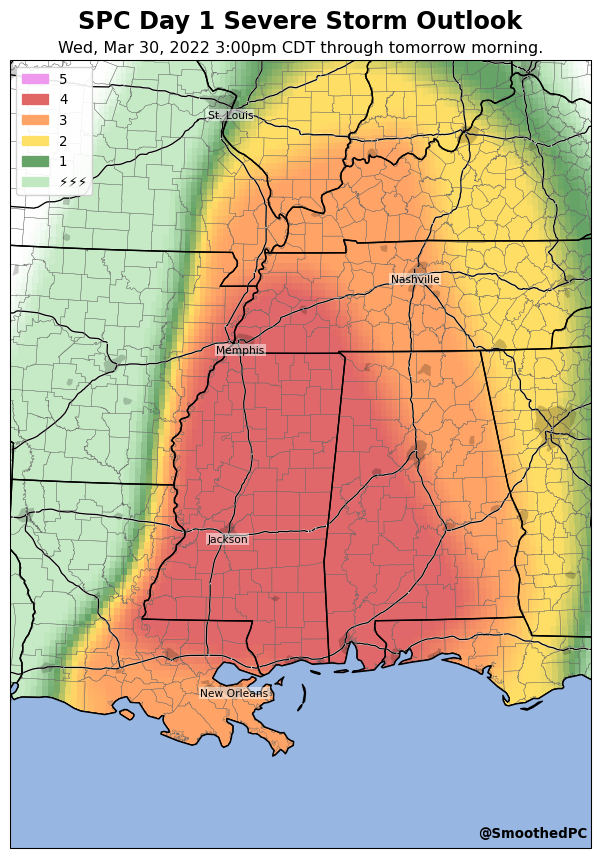 SPC Day 1 Severe Storm Outlook
Wed, Mar 30, 2022 3:00pm CDT through tomorrow morning.
5
4
3
2
1
⚡⚡⚡
St. Louis
Nashville
Memphis
Jackson
New Orleans
@SmoothedPC